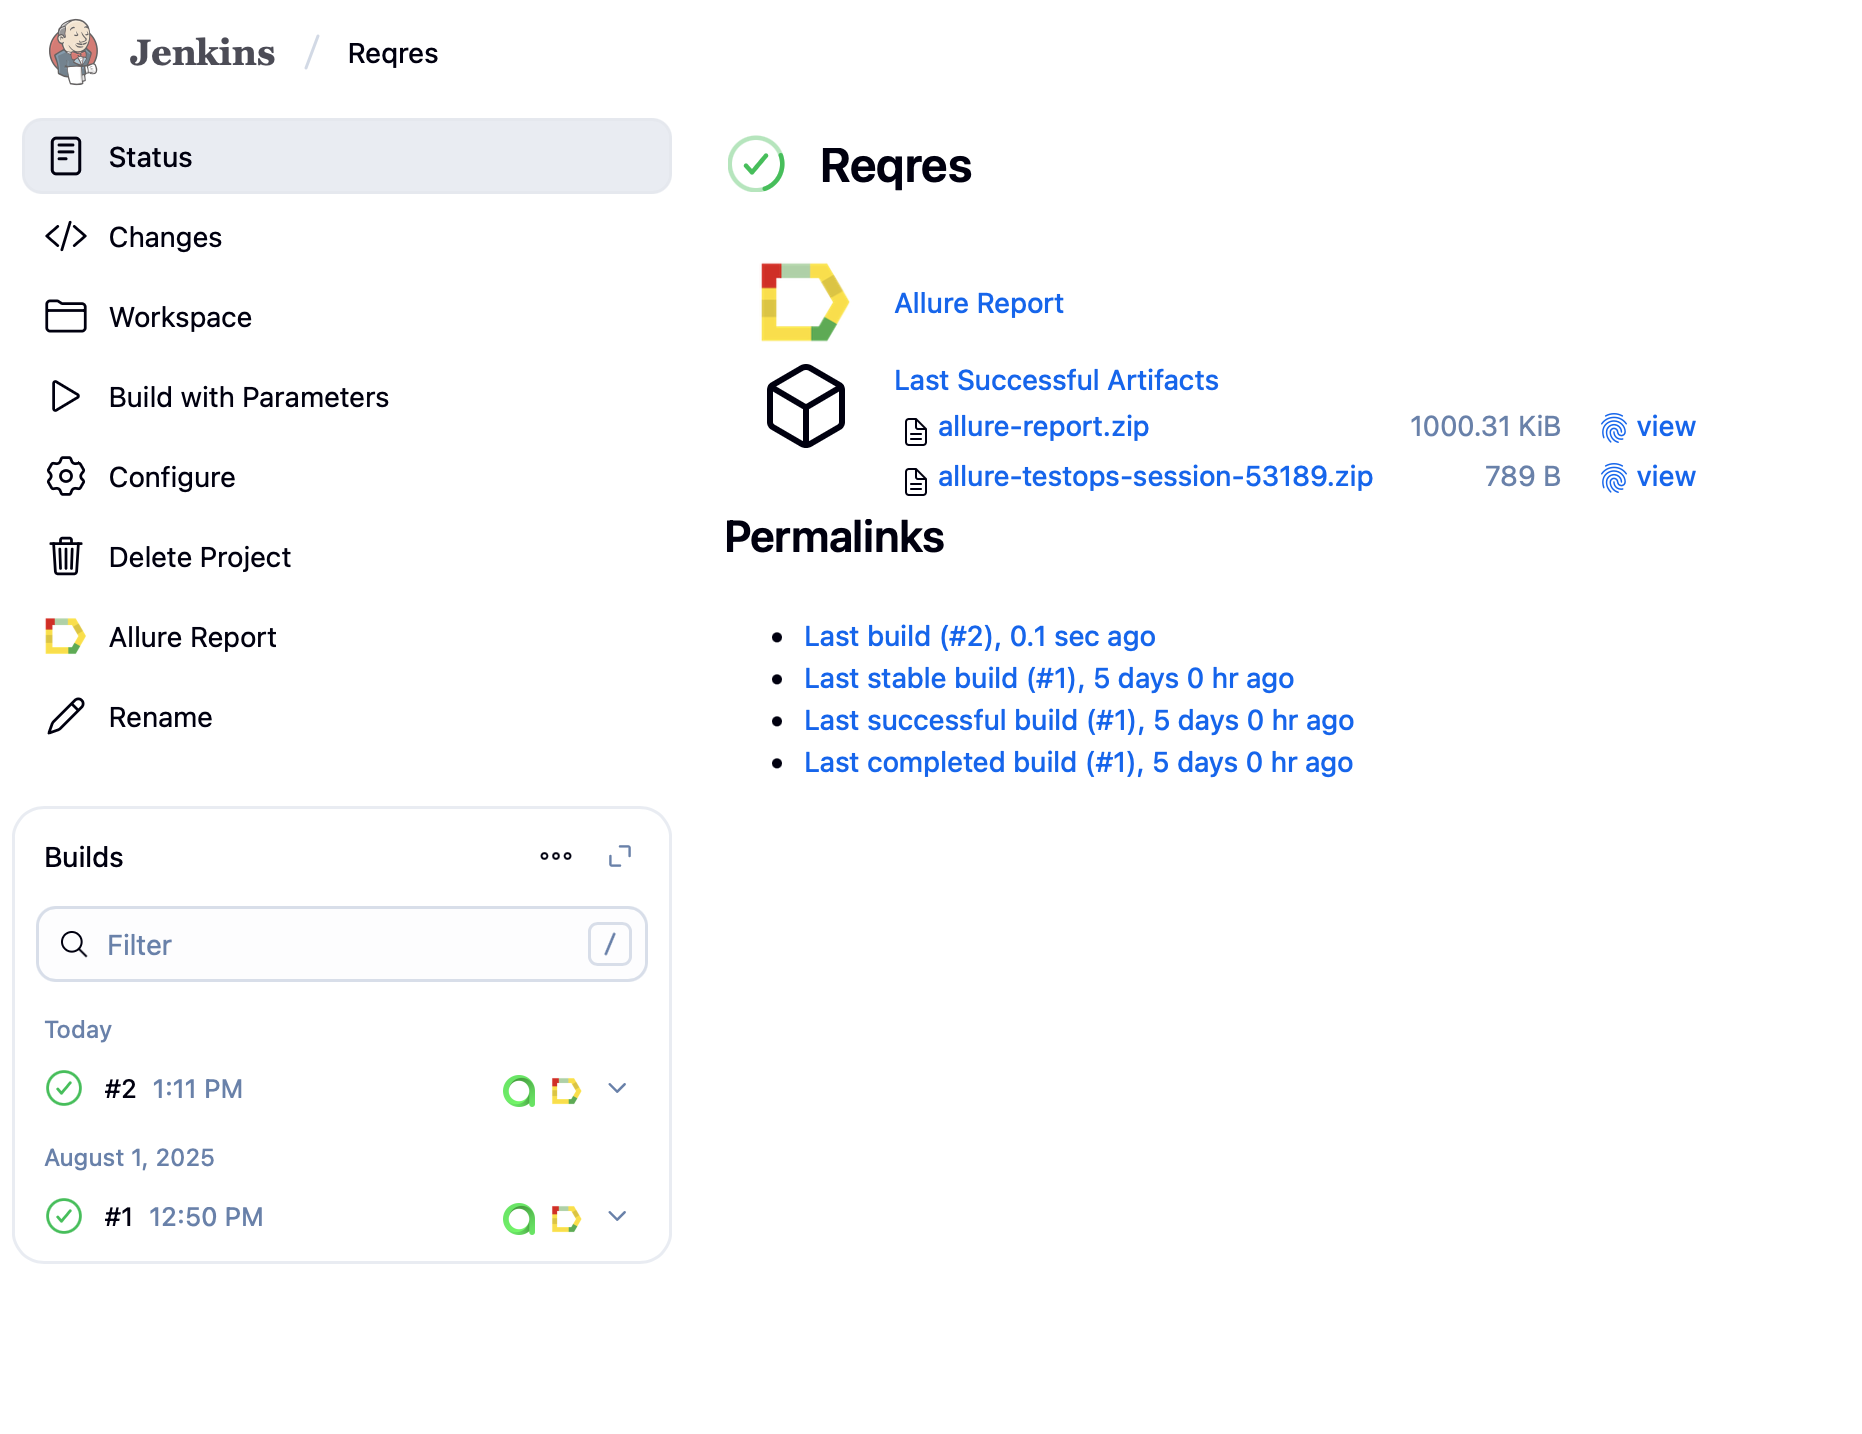 Jenkins / Reqres
Status
Changes
Workspace
Build with Parameters
Configure
Delete Project
Allure Report
Rename
Builds
Filter /
Today
#2 1:11 PM
August 1, 2025
#1 12:50 PM
Reqres
Allure Report
Last Successful Artifacts
allure-report.zip 1000.31 KiB view
allure-testops-session-53189.zip 789 B view
Permalinks
Last build (#2), 0.1 sec ago
Last stable build (#1), 5 days 0 hr ago
Last successful build (#1), 5 days 0 hr ago
Last completed build (#1), 5 days 0 hr ago